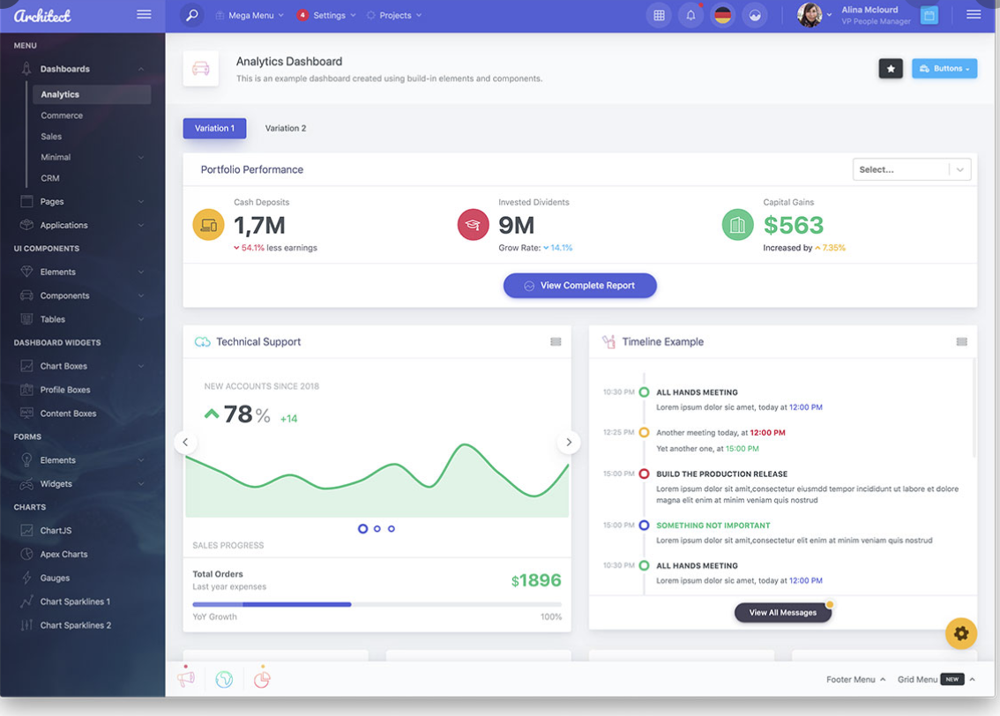 Architect
Mega Menu
4 Settings
Projects
Alina Mclourd
VP People Manager
MENU
Dashboards
Analytics
Commerce
Sales
Minimal
CRM
Pages
Applications
UI COMPONENTS
Elements
Components
Tables
DASHBOARD WIDGETS
Chart Boxes
Profile Boxes
Content Boxes
FORMS
Elements
Widgets
CHARTS
ChartJS
Apex Charts
Gauges
Chart Sparklines 1
Chart Sparklines 2
Analytics Dashboard
This is an example dashboard created using build-in elements and components.
Buttons
Variation 1
Variation 2
Portfolio Performance
Select...
Cash Deposits
1,7M
54.1% less earnings
Invested Dividents
9M
Grow Rate: 14.1%
Capital Gains
$563
Increased by 7.35%
View Complete Report
Technical Support
NEW ACCOUNTS SINCE 2018
78% +14
SALES PROGRESS
Total Orders
Last year expenses
$1896
YoY Growth
100%
Timeline Example
10:30 PM ALL HANDS MEETING
Lorem ipsum dolor sic amet, today at 12:00 PM
12:25 PM Another meeting today, at 12:00 PM
Yet another one, at 15:00 PM
15:00 PM BUILD THE PRODUCTION RELEASE
Lorem ipsum dolor sit amit,consectetur eiusmdd tempor incididunt ut labore et dolore
magna elit enim at minim veniam quis nostrud
15:00 PM SOMETHING NOT IMPORTANT
Lorem ipsum dolor sit amit,consectetur elit enim at minim veniam quis nostrud
10:30 PM ALL HANDS MEETING
Lorem ipsum dolor sic amet, today at 12:00 PM
View All Messages
Footer Menu
Grid Menu NEW